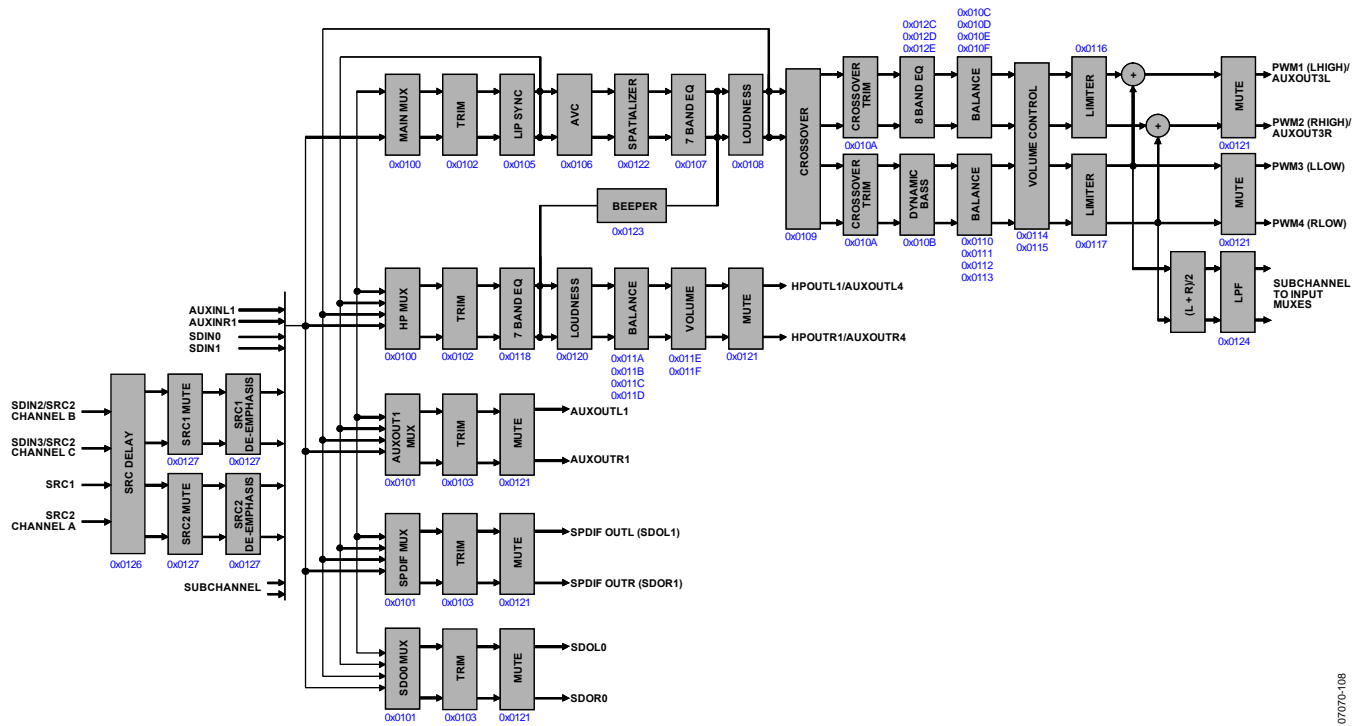 0x010C
0x010D
0x010E
0x010F
0x012C
0x012D
0x012E
0x0116
MAIN MUX
TRIM
LIP SYNC
AVC
SPATIALIZER
7 BAND EQ
LOUDNESS
0x0100
0x0102
0x0105
0x0106
0x0122
0x0107
0x0108
CROSSOVER
0x0109
CROSSOVER
TRIM
0x010A
8 BAND EQ
BALANCE
VOLUME CONTROL
LIMITER
+
+
MUTE
0x0121
PWM1 (LHIGH)/
AUXOUT3L
PWM2 (RHIGH)/
AUXOUT3R
CROSSOVER
TRIM
0x010A
DYNAMIC
BASS
0x010B
BALANCE
0x0110
0x0111
0x0112
0x0113
0x0114
0x0115
LIMITER
0x0117
MUTE
0x0121
PWM3 (LLOW)
PWM4 (RLOW)
(L + R)/2
LPF
0x0124
SUBCHANNEL
TO INPUT
MUXES
BEEPER
0x0123
HP MUX
TRIM
7 BAND EQ
LOUDNESS
BALANCE
VOLUME
MUTE
HPOUTL1/AUXOUTL4
HPOUTR1/AUXOUTR4
0x0100
0x0102
0x0118
0x0120
0x011A
0x011B
0x011C
0x011D
0x011E
0x011F
0x0121
AUXINL1
AUXINR1
SDIN0
SDIN1
SDIN2/SRC2
CHANNEL B
SDIN3/SRC2
CHANNEL C
SRC1
SRC2
CHANNEL A
SRC DELAY
0x0126
SRC1 MUTE
0x0127
SRC1
DE-EMPHASIS
0x0127
SRC2 MUTE
0x0127
SRC2
DE-EMPHASIS
0x0127
SUBCHANNEL
AUXOUT1
MUX
TRIM
MUTE
AUXOUTL1
AUXOUTR1
0x0101
0x0103
0x0121
SPDIF MUX
TRIM
MUTE
SPDIF OUTL (SDOL1)
SPDIF OUTR (SDOR1)
0x0101
0x0103
0x0121
SDO0 MUX
TRIM
MUTE
SDOL0
SDOR0
0x0101
0x0103
0x0121
07070-108